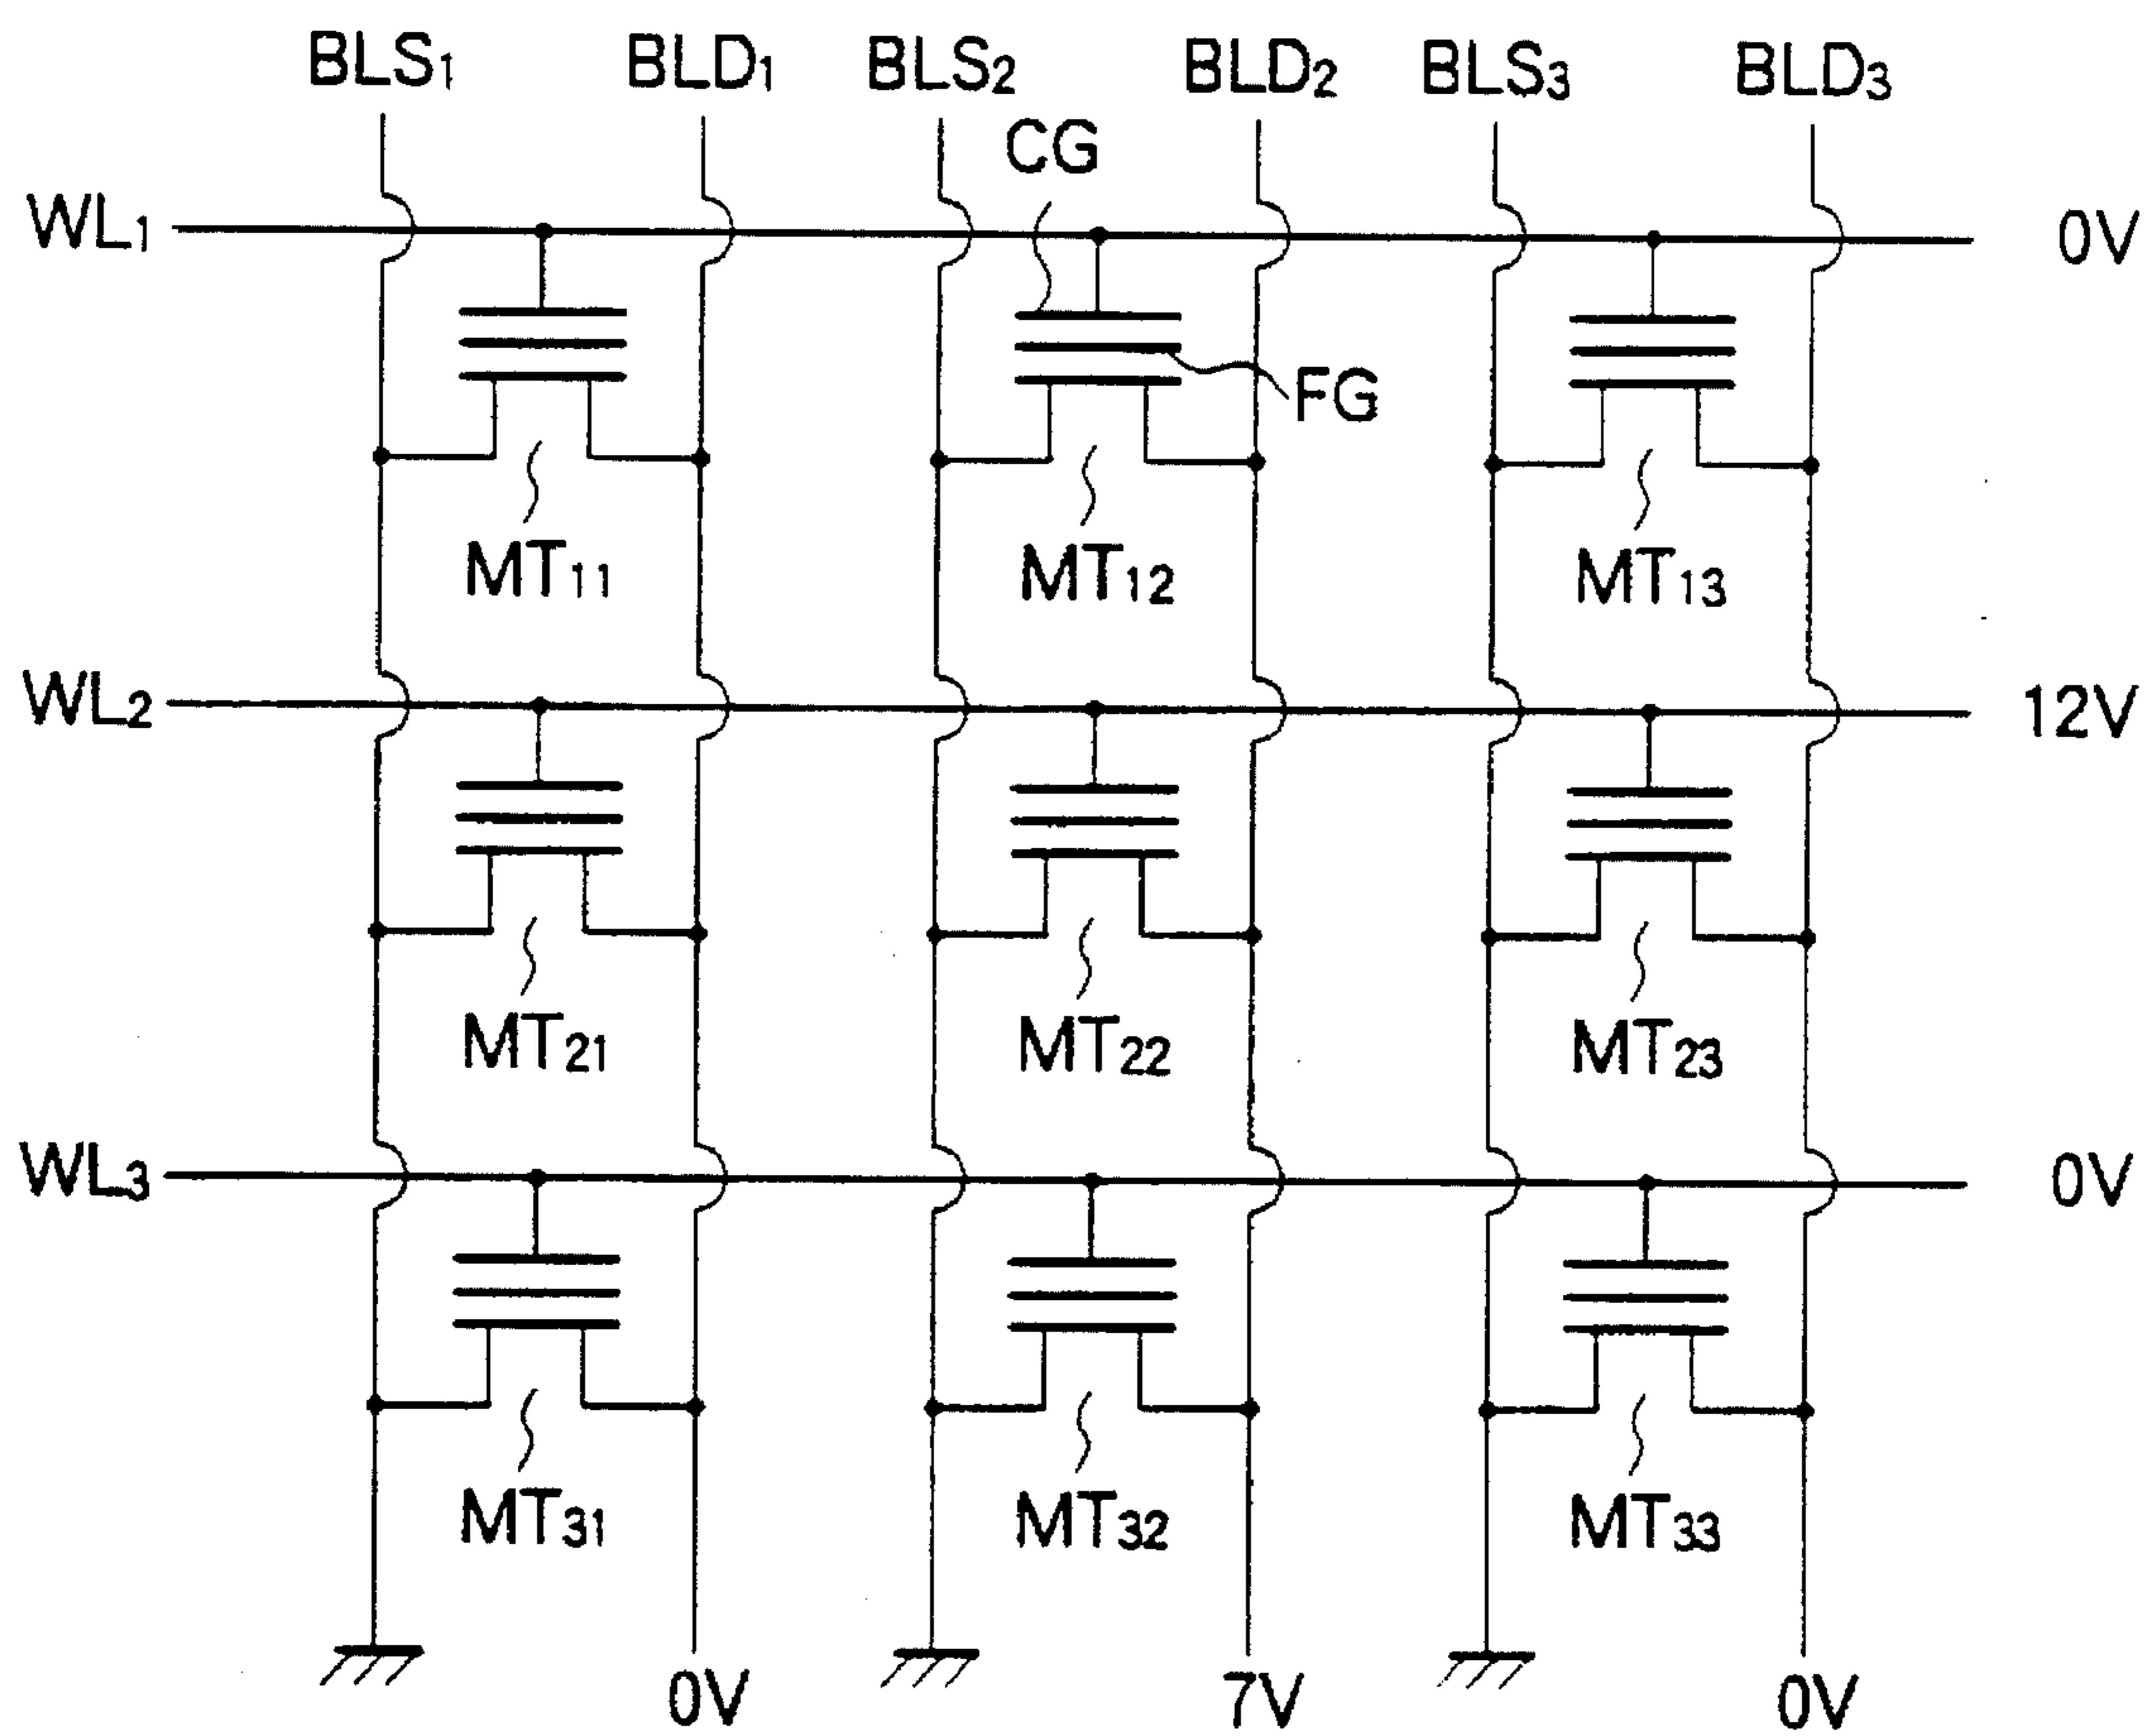 BLS₁ BLD₁ BLS₂ BLD₂ BLS₃ BLD₃
CG
WL₁ 0V
FG
MT₁₁ MT₁₂ MT₁₃
WL₂ 12V
MT₂₁ MT₂₂ MT₂₃
WL₃ 0V
MT₃₁ MT₃₂ MT₃₃
0V 7V 0V